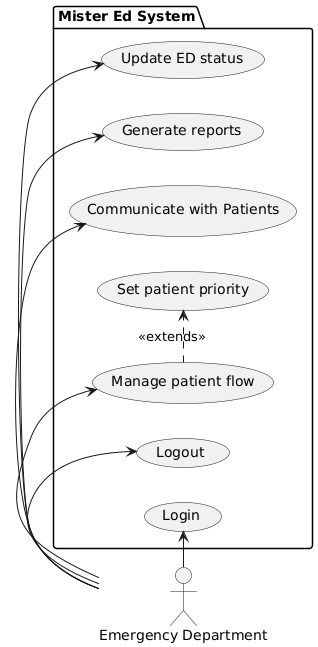 Mister Ed System
Update ED status
Generate reports
Communicate with Patients
Set patient priority
«extends»
Manage patient flow
Logout
Login
Emergency Department